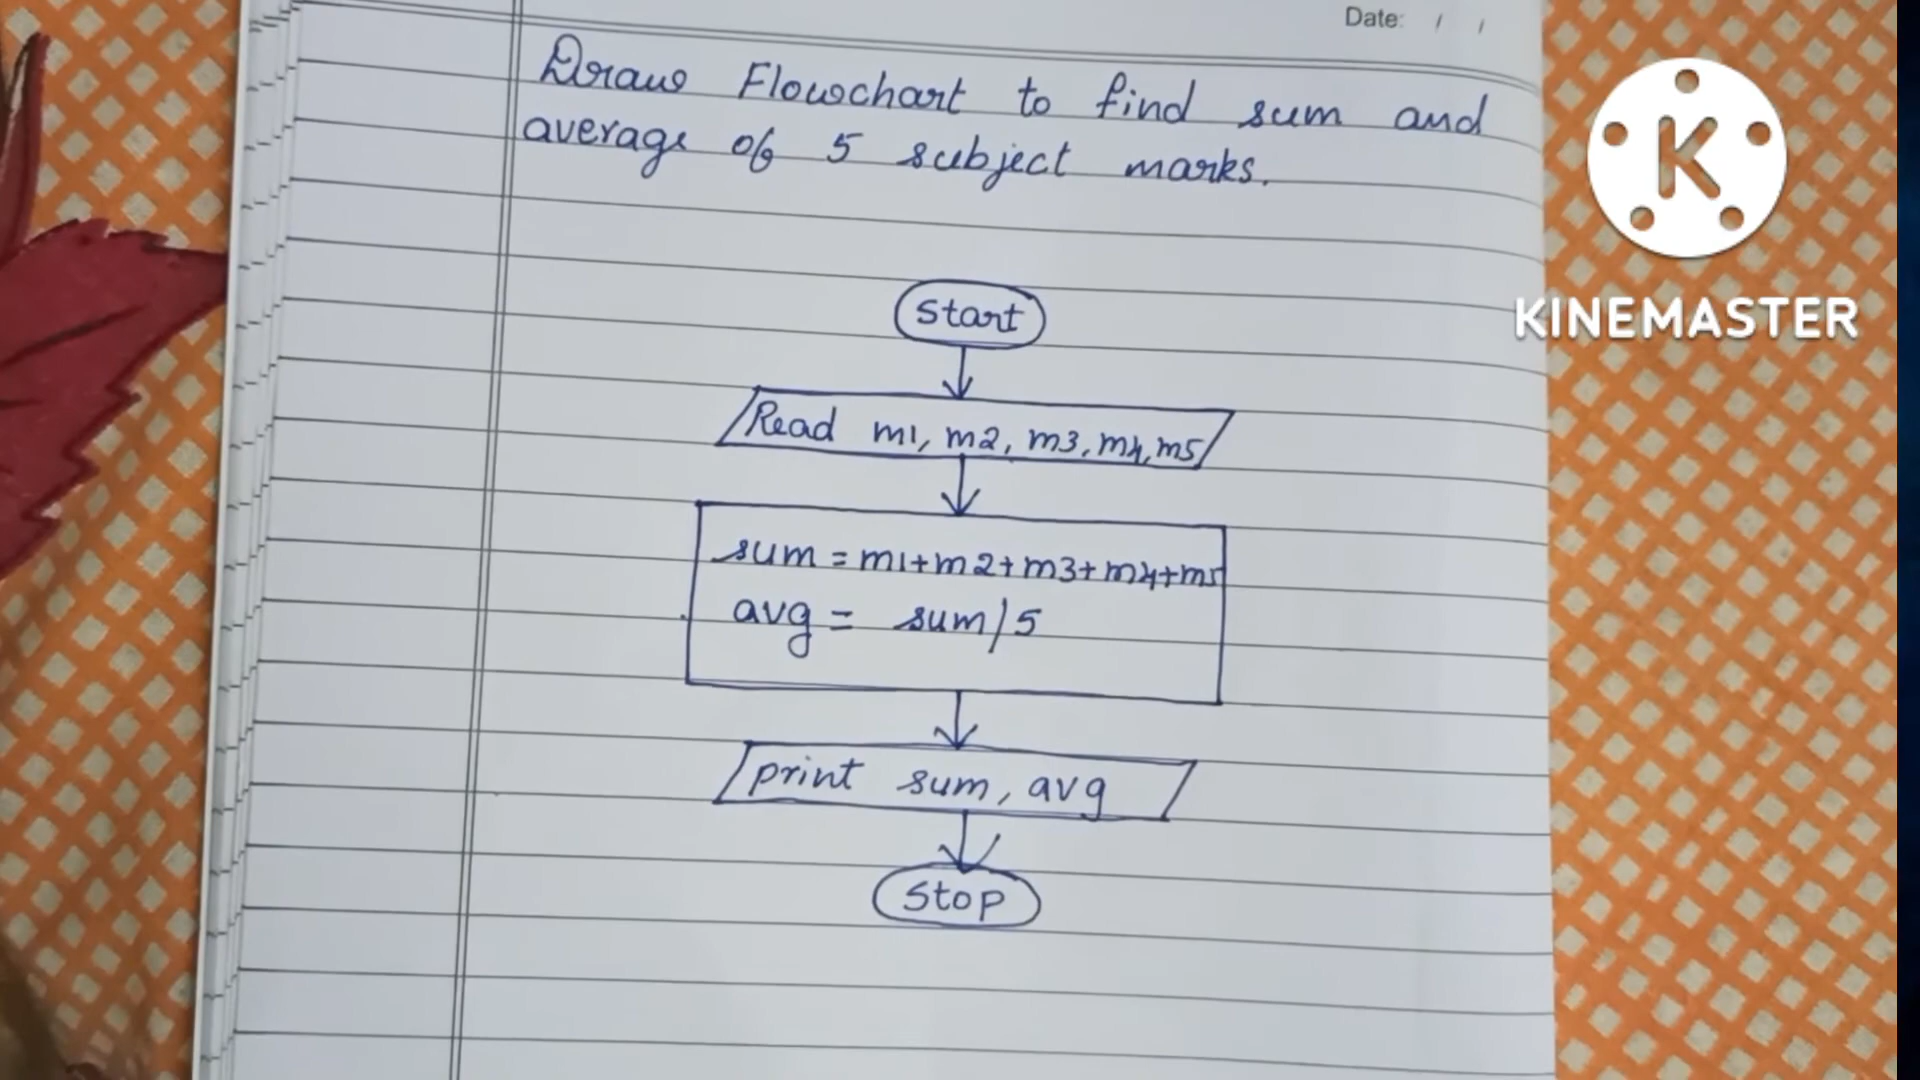 Date: / /
Draw Flowchart to find sum and
average of 5 subject marks.
K
KINEMASTER
Start
Read m1, m2, m3, m4, m5
sum = m1+m2+m3+m4+m5
avg = sum/5
print sum, avg
Stop